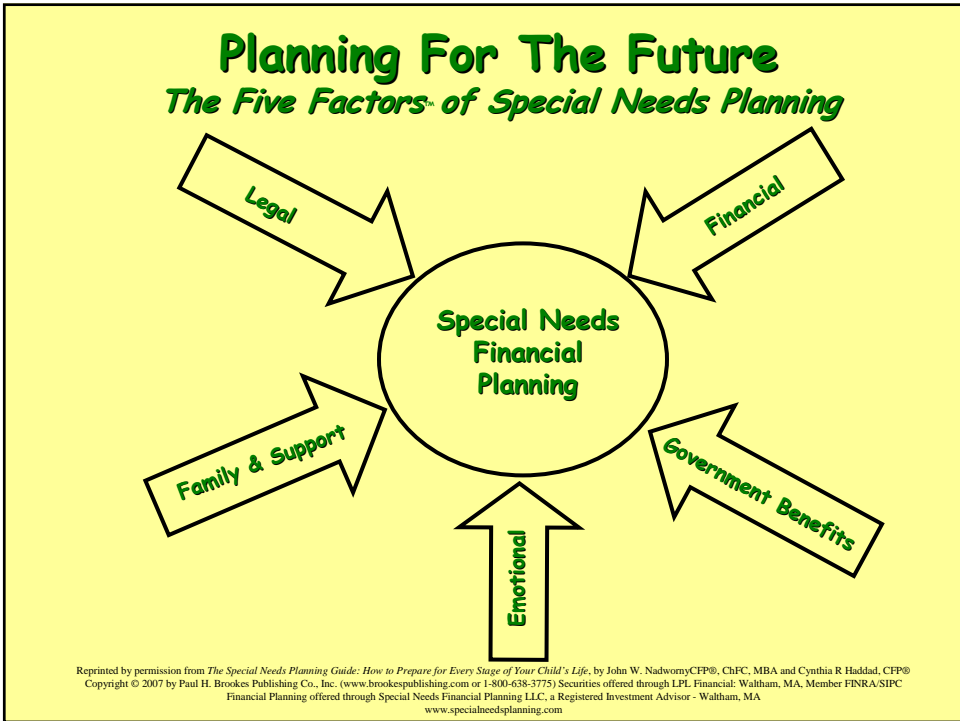 Planning For The Future
The Five Factors™ of Special Needs Planning
Legal
Financial
Special Needs
Financial
Planning
Family & Support
Government Benefits
Emotional
Reprinted by permission from The Special Needs Planning Guide: How to Prepare for Every Stage of Your Child's Life, by John W. NadwornyCFP®, ChFC, MBA and Cynthia R Haddad, CFP®
Copyright © 2007 by Paul H. Brookes Publishing Co., Inc. (www.brookespublishing.com or 1-800-638-3775) Securities offered through LPL Financial: Waltham, MA, Member FINRA/SIPC
Financial Planning offered through Special Needs Financial Planning LLC, a Registered Investment Advisor - Waltham, MA
www.specialneedsplanning.com